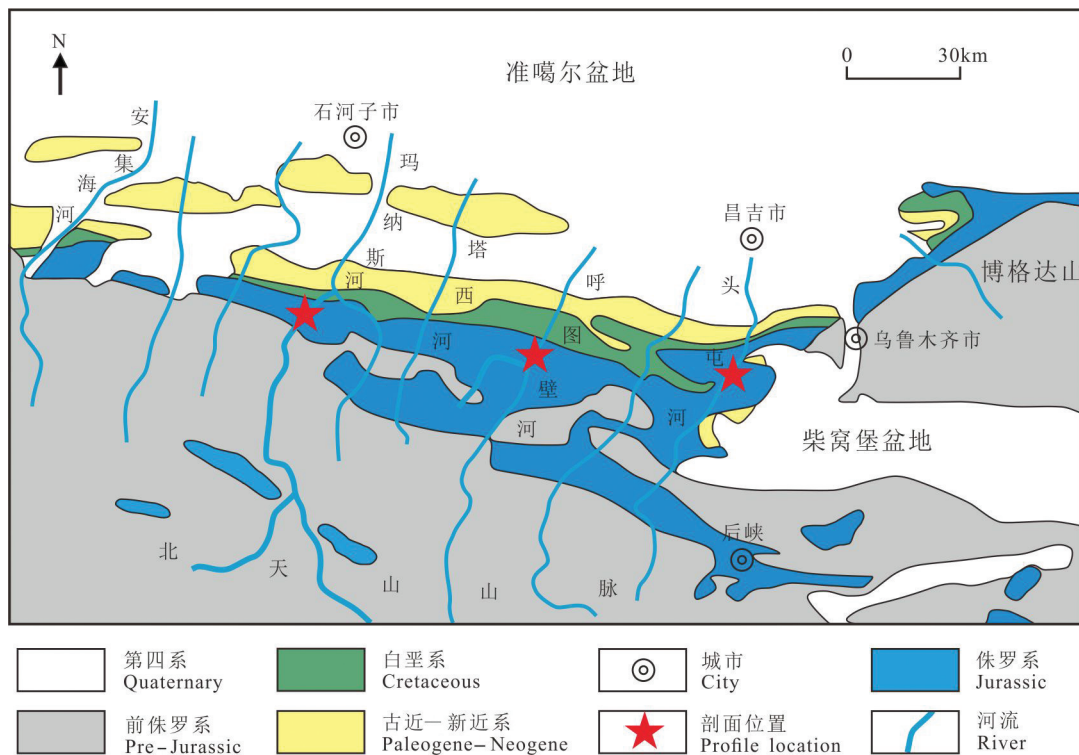 N
0 30km
准噶尔盆地
石河子市
安集海河
玛纳斯河
塔西河
呼图壁河
头屯河
昌吉市
博格达山
乌鲁木齐市
柴窝堡盆地
后峡
北天山山脉
第四系
Quaternary
白垩系
Cretaceous
城市
City
侏罗系
Jurassic
前侏罗系
Pre-Jurassic
古近—新近系
Paleogene-Neogene
剖面位置
Profile location
河流
River